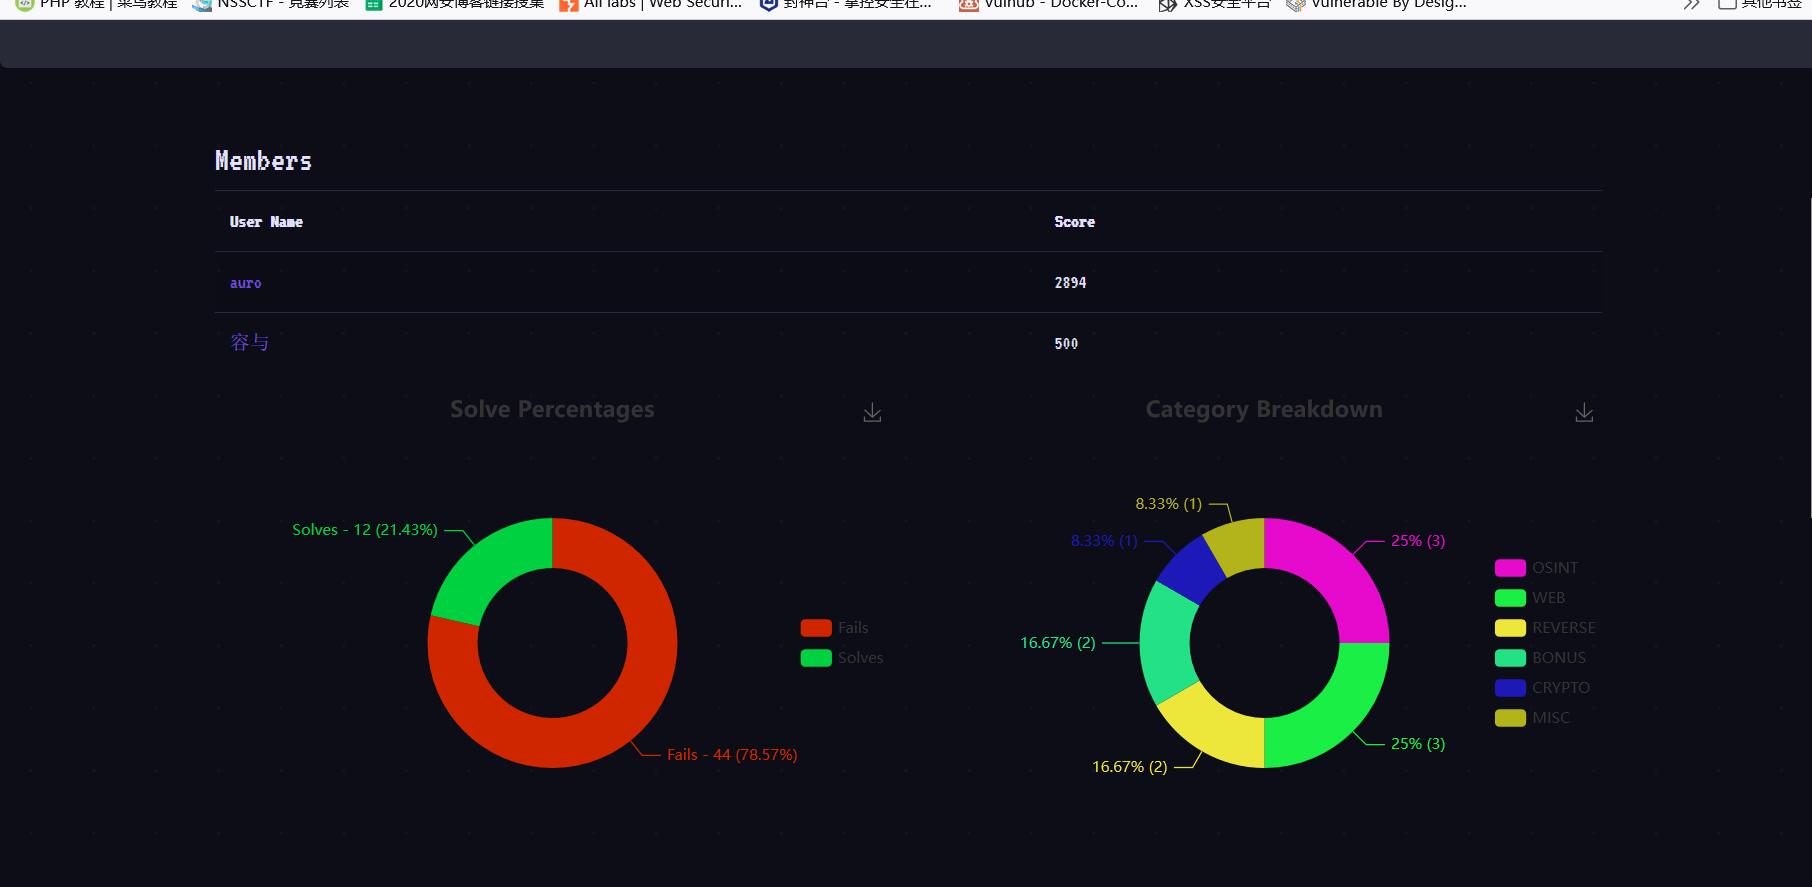 PHP 教程 | 菜鸟教程 NSSCTF - 竞赛列表 2020网安博客链接搜集 All labs | Web Securi... 封神台 - 掌控安全在... Vulhub - Docker-Co... XSS安全平台 Vulnerable By Desig... 其他书签
Members
User Name Score
auro 2894
容与 500
Solve Percentages
Solves - 12 (21.43%)
Fails - 44 (78.57%)
Fails
Solves
Category Breakdown
8.33% (1)
8.33% (1)
25% (3)
16.67% (2)
16.67% (2)
25% (3)
OSINT
WEB
REVERSE
BONUS
CRYPTO
MISC